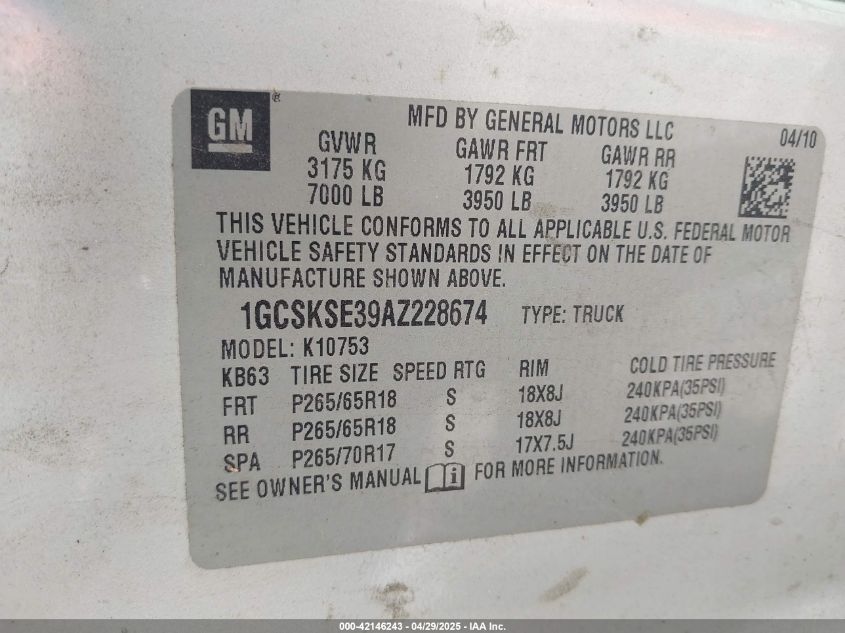 GM®
MFD BY GENERAL MOTORS LLC 04/10
GVWR GAWR FRT GAWR RR
3175 KG 1792 KG 1792 KG
7000 LB 3950 LB 3950 LB
THIS VEHICLE CONFORMS TO ALL APPLICABLE U.S. FEDERAL MOTOR
VEHICLE SAFETY STANDARDS IN EFFECT ON THE DATE OF
MANUFACTURE SHOWN ABOVE.
1GCSKSE39AZ228674 TYPE: TRUCK
MODEL: K10753
KB63 TIRE SIZE SPEED RTG RIM COLD TIRE PRESSURE
FRT P265/65R18 S 18X8J 240KPA(35PSI)
RR P265/65R18 S 18X8J 240KPA(35PSI)
SPA P265/70R17 S 17X7.5J 240KPA(35PSI)
SEE OWNER'S MANUAL i FOR MORE INFORMATION.
000-42146243 - 04/29/2025 - IAA Inc.